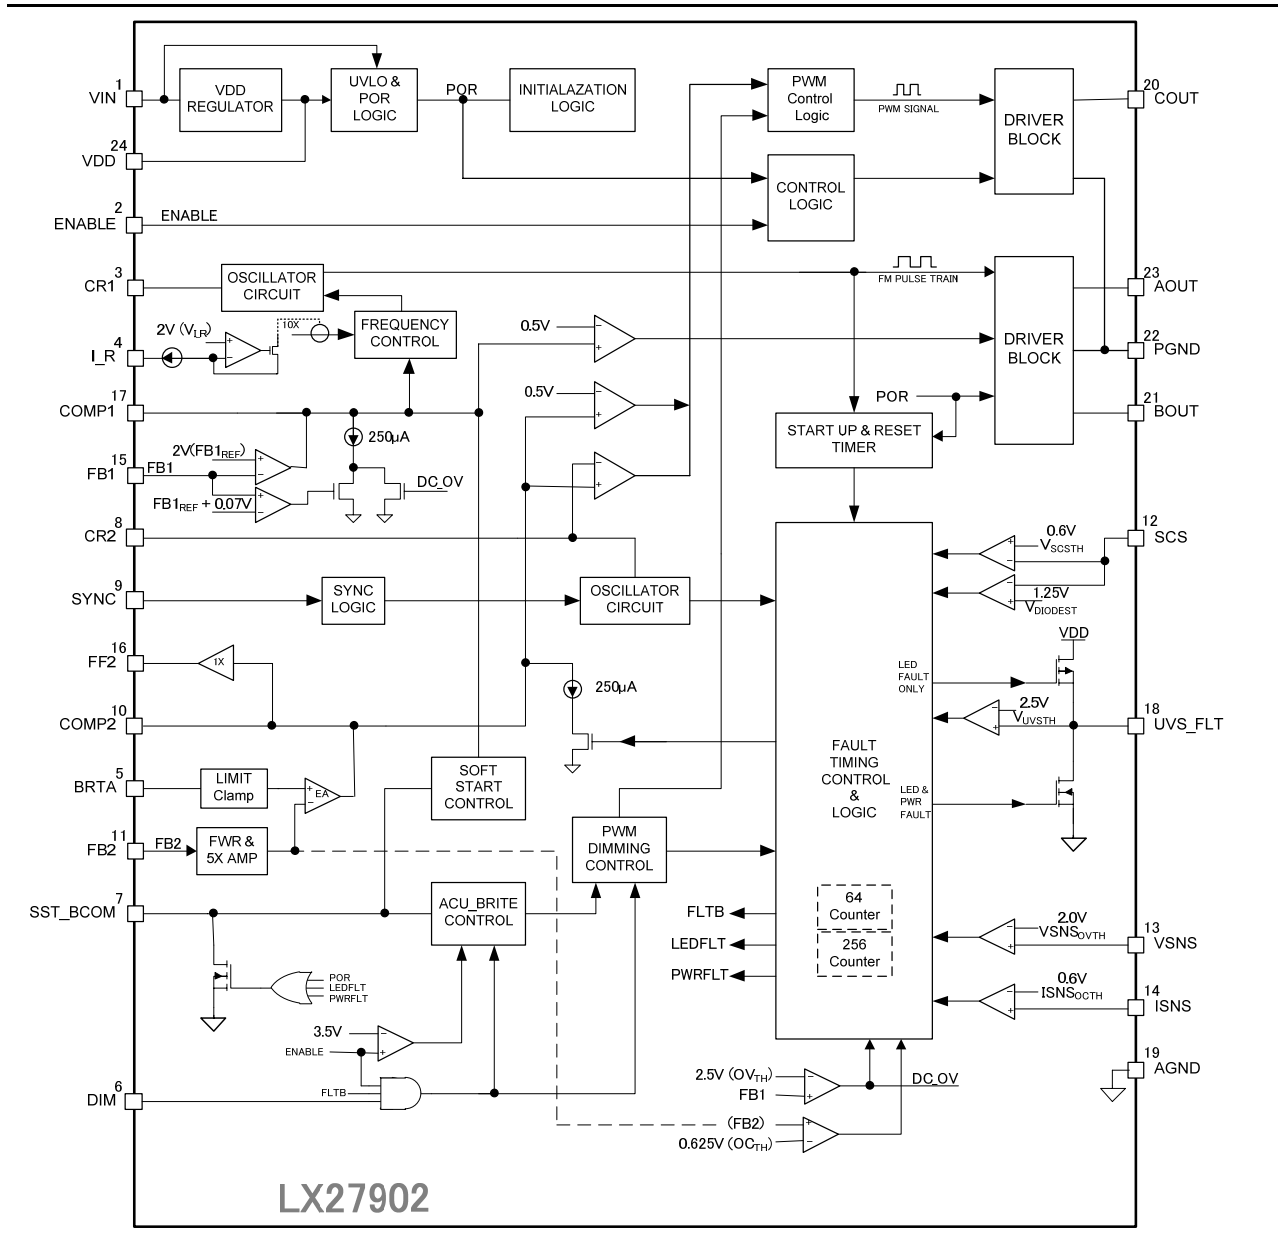 1
VIN
24
VDD
2
ENABLE
3
CR1
4
I_R
17
COMP1
15
FB1
8
CR2
9
SYNC
16
FF2
10
COMP2
5
BRTA
11
FB2
7
SST_BCOM
6
DIM
VDD
REGULATOR
UVLO &
POR
LOGIC
POR
INITIALAZATION
LOGIC
ENABLE
PWM
Control
Logic
PWM SIGNAL
CONTROL
LOGIC
DRIVER
BLOCK
OSCILLATOR
CIRCUIT
FM PULSE TRAIN
2V (VI_R)
10X
FREQUENCY
CONTROL
0.5V
0.5V
DRIVER
BLOCK
POR
START UP & RESET
TIMER
250µA
2V(FB1REF)
FB1
FB1REF + 0.07V
DC_OV
SYNC
LOGIC
OSCILLATOR
CIRCUIT
1X
250µA
LIMIT
Clamp
EA
SOFT
START
CONTROL
FB2
FWR &
5X AMP
PWM
DIMMING
CONTROL
ACU_BRITE
CONTROL
POR
LEDFLT
PWRFLT
3.5V
ENABLE
FLTB
LED
FAULT
ONLY
FAULT
TIMING
CONTROL
&
LOGIC
LED &
PWR
FAULT
64
Counter
256
Counter
FLTB
LEDFLT
PWRFLT
0.6V
VSCSTH
1.25V
VDIODEST
VDD
2.5V
VUVSTH
2.0V
VSNSOVTH
0.6V
ISNSOCTH
2.5V (OVTH)
FB1
DC_OV
(FB2)
0.625V (OCTH)
20
COUT
23
AOUT
22
PGND
21
BOUT
12
SCS
18
UVS_FLT
13
VSNS
14
ISNS
19
AGND
LX27902